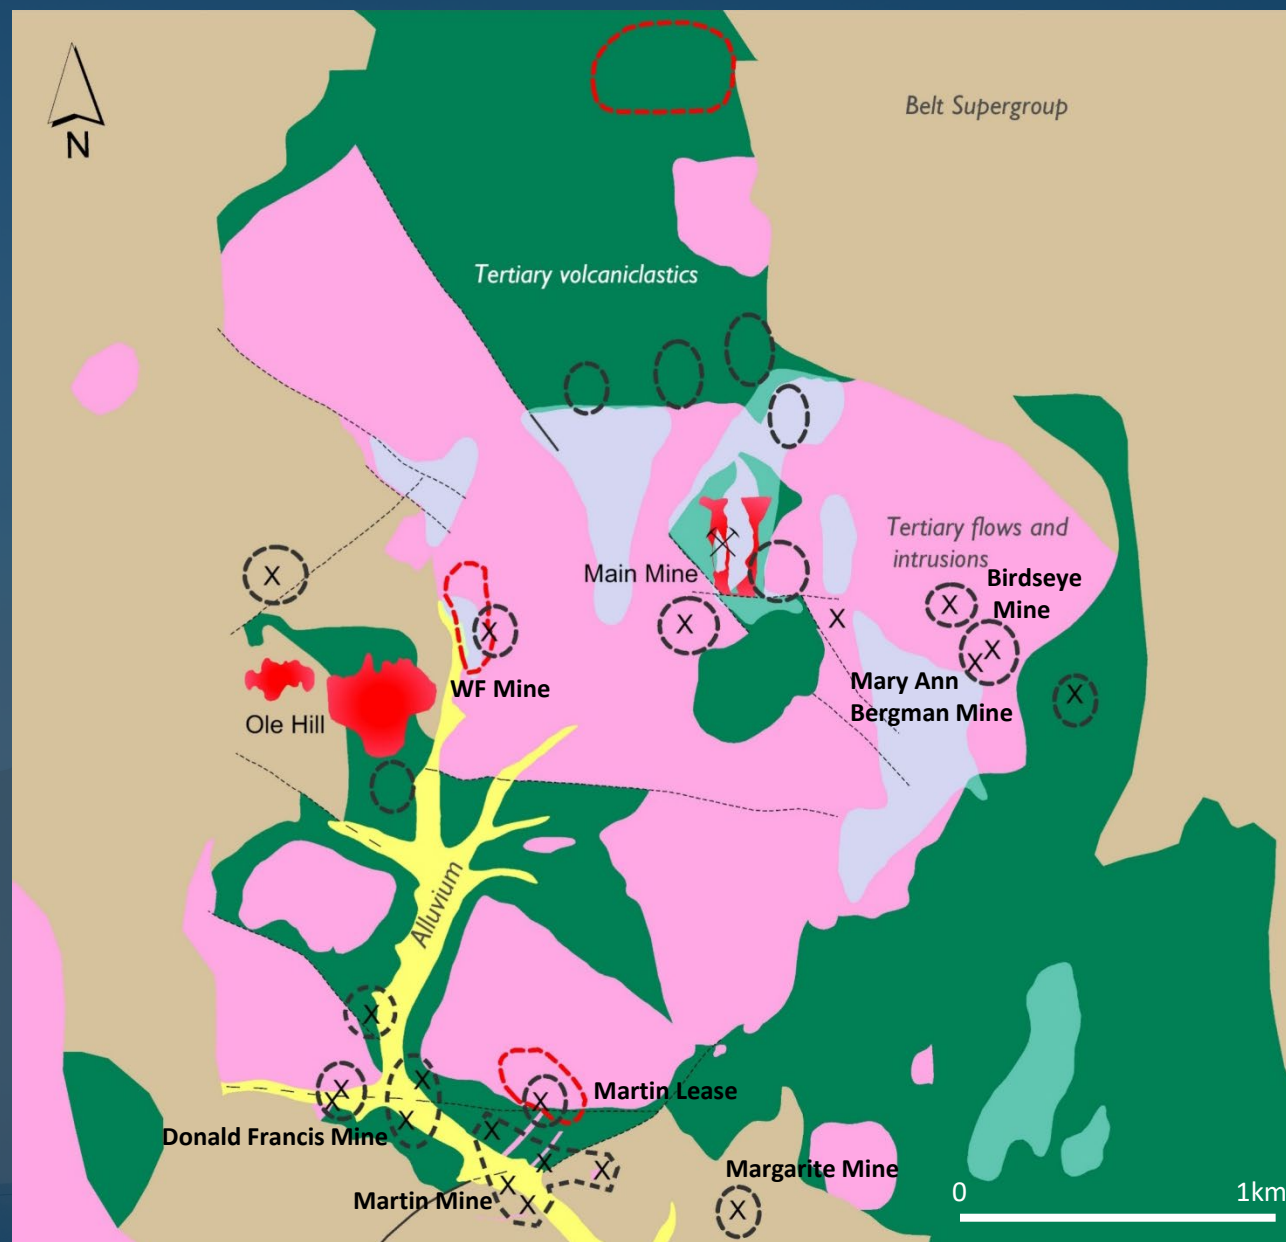 N
Belt Supergroup
Tertiary volcaniclastics
Main Mine
Tertiary flows and
intrusions
Birdseye
Mine
WF Mine
Mary Ann
Bergman Mine
Ole Hill
Alluvium
Martin Lease
Donald Francis Mine
Margarite Mine
Martin Mine
0
1km